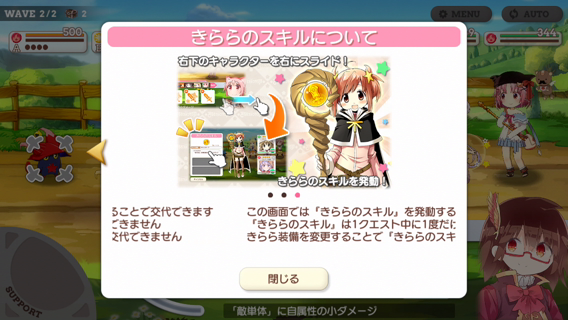 WAVE 2/2 2
MENU
AUTO
500
344
きららのスキルについて
右下のキャラクターを右にスライド!
きららのスキルを発動!
ることで交代できます
できません
交代できません
この画面では「きららのスキル」を発動する
「きららのスキル」は1クエスト中に1度だに
きらら装備を変更することで「きららのスキ
閉じる
SUPPORT
「敵単体」に自属性の小ダメージ